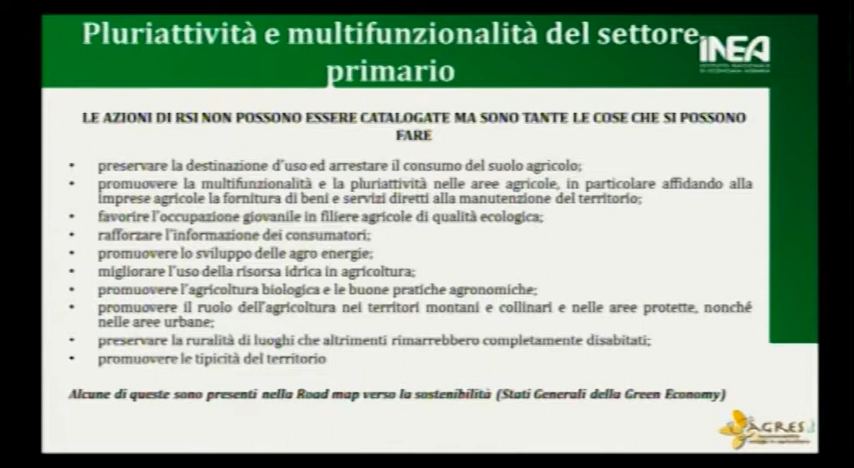 Pluriattività e multifunzionalità del settore
primario
INEA
LE AZIONI DI RSI NON POSSONO ESSERE CATALOGATE MA SONO TANTE LE COSE CHE SI POSSONO
FARE
• preservare la destinazione d'uso ed arrestare il consumo del suolo agricolo;
• promuovere la multifunzionalità e la pluriattività nelle aree agricole, in particolare affidando alla
imprese agricole la fornitura di beni e servizi diretti alla manutenzione del territorio;
• favorire l'occupazione giovanile in filiere agricole di qualità ecologica;
• rafforzare l'informazione dei consumatori;
• promuovere lo sviluppo delle agro energie;
• migliorare l'uso della risorsa idrica in agricoltura;
• promuovere l'agricoltura biologica e le buone pratiche agronomiche;
• promuovere il ruolo dell'agricoltura nei territori montani e collinari e nelle aree protette, nonché
nelle aree urbane;
• preservare la ruralità di luoghi che altrimenti rimarrebbero completamente disabitati;
• promuovere le tipicità del territorio
Alcune di queste sono presenti nella Road map verso la sostenibilità (Stati Generali della Green Economy)
AGRES